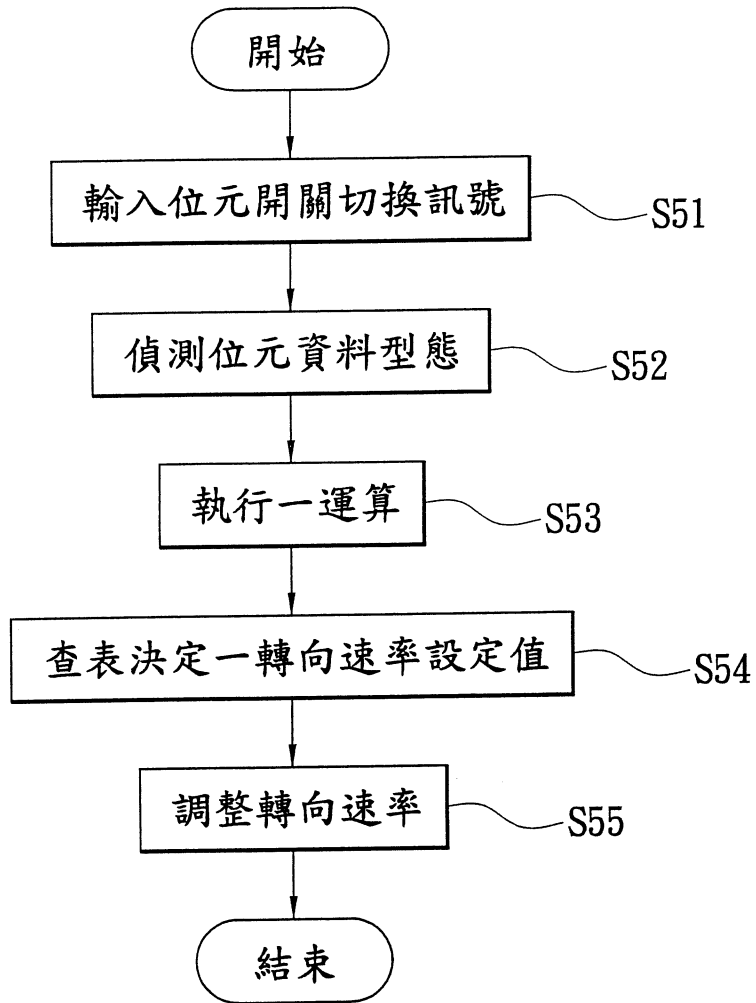 開始
輸入位元開關切換訊號
S51
偵測位元資料型態
S52
執行一運算
S53
查表決定一轉向速率設定值
S54
調整轉向速率
S55
結束